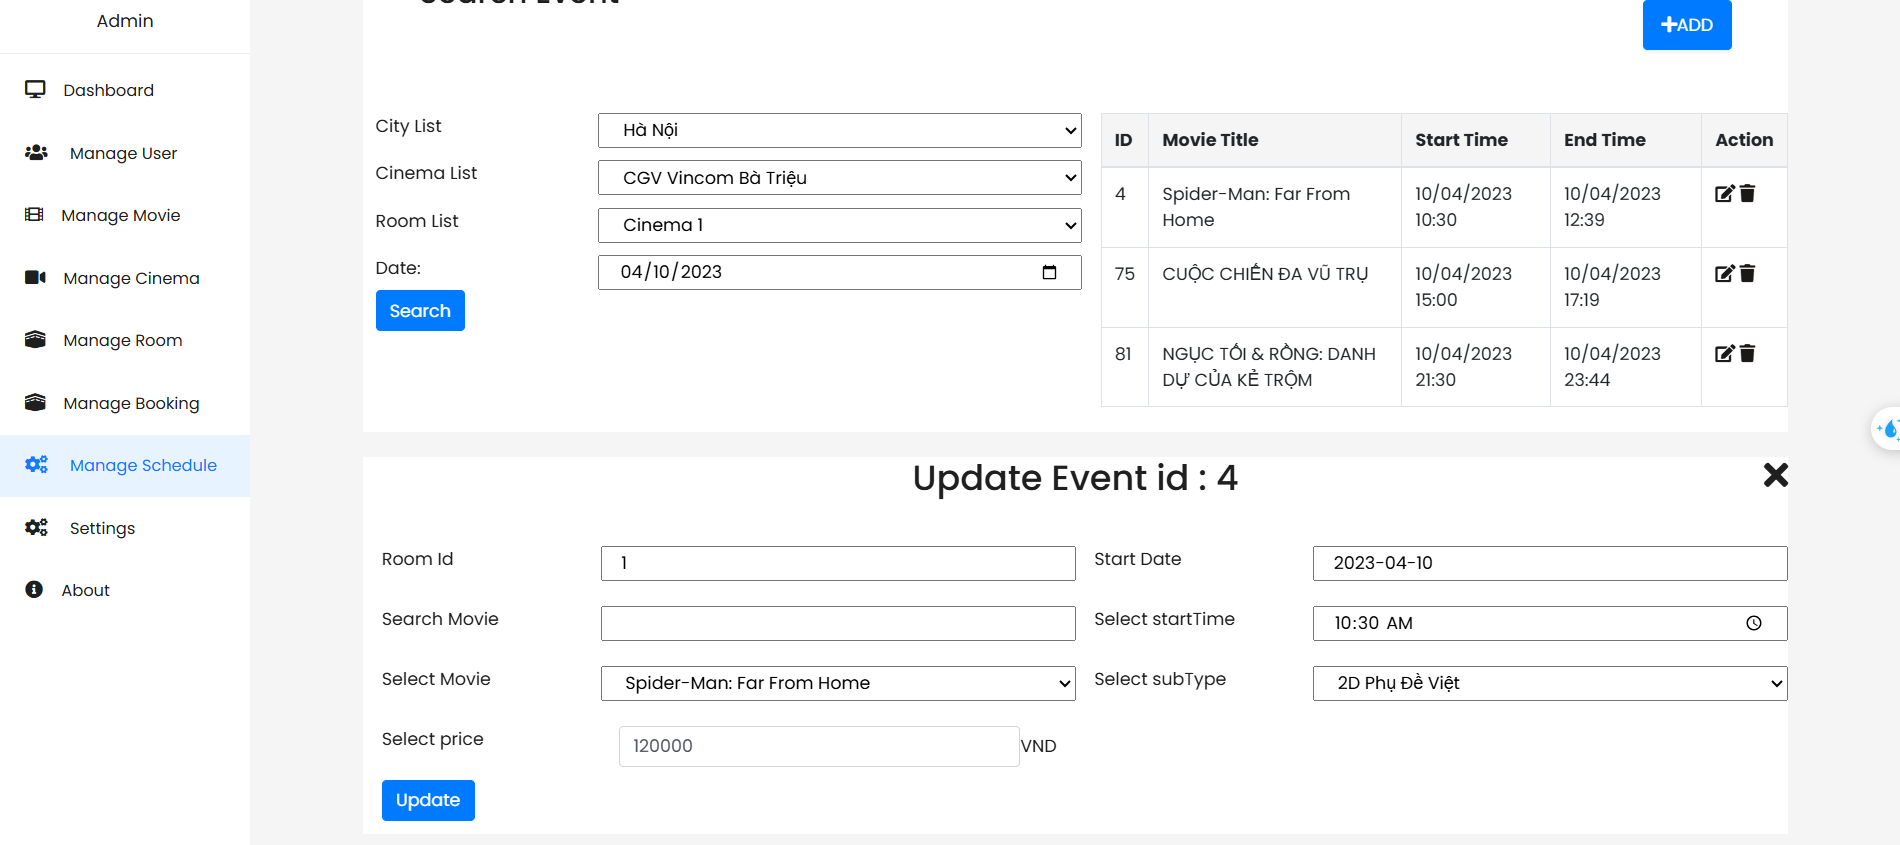 Admin
Dashboard
Manage User
Manage Movie
Manage Cinema
Manage Room
Manage Booking
Manage Schedule
Settings
About
Search Event
ADD
City List
Hà Nội
Cinema List
CGV Vincom Bà Triệu
Room List
Cinema 1
Date:
04/10/2023
Search
ID Movie Title Start Time End Time Action
4 Spider-Man: Far From 10/04/2023 10/04/2023
Home 10:30 12:39
75 CUỘC CHIẾN ĐA VŨ TRỤ 10/04/2023 10/04/2023
15:00 17:19
81 NGỤC TỐI & RỒNG: DANH 10/04/2023 10/04/2023
DỰ CỦA KẺ TRỘM 21:30 23:44
Update Event id : 4
Room Id 1 Start Date 2023-04-10
Search Movie Select startTime 10:30 AM
Select Movie Spider-Man: Far From Home Select subType 2D Phụ Đề Việt
Select price 120000 VND
Update